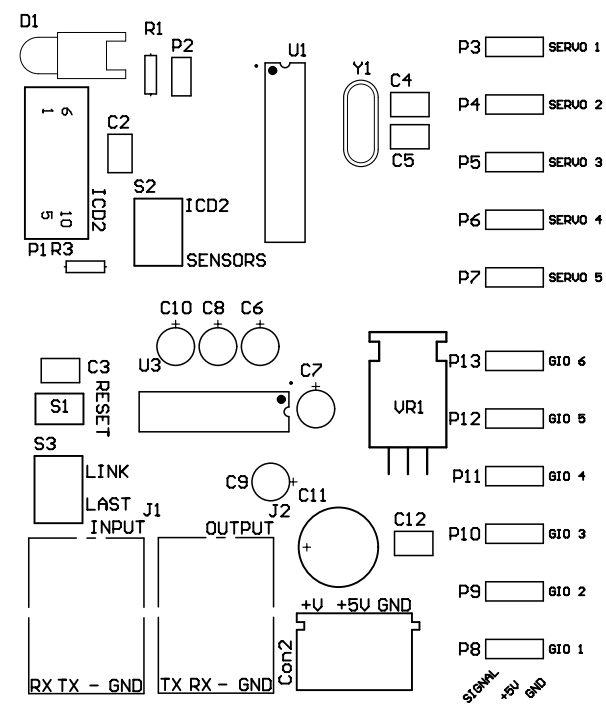 D1
R1
P2
U1
Y1
C4
P3 SERVO 1
P4 SERVO 2
C5
P5 SERVO 3
P6 SERVO 4
P7 SERVO 5
1 6
5 10
ICD2
C2
S2
ICD2
SENSORS
P1 R3
C10 C8 C6
U3
C7
C3
RESET
S1
VR1
P13 GIO 6
P12 GIO 5
P11 GIO 4
P10 GIO 3
P9 GIO 2
P8 GIO 1
S3
LINK
LAST
C9
C11
C12
J1
INPUT
J2
OUTPUT
+V +5V GND
Con2
RX TX - GND
TX RX - GND
SIGNAL
+5V
GND